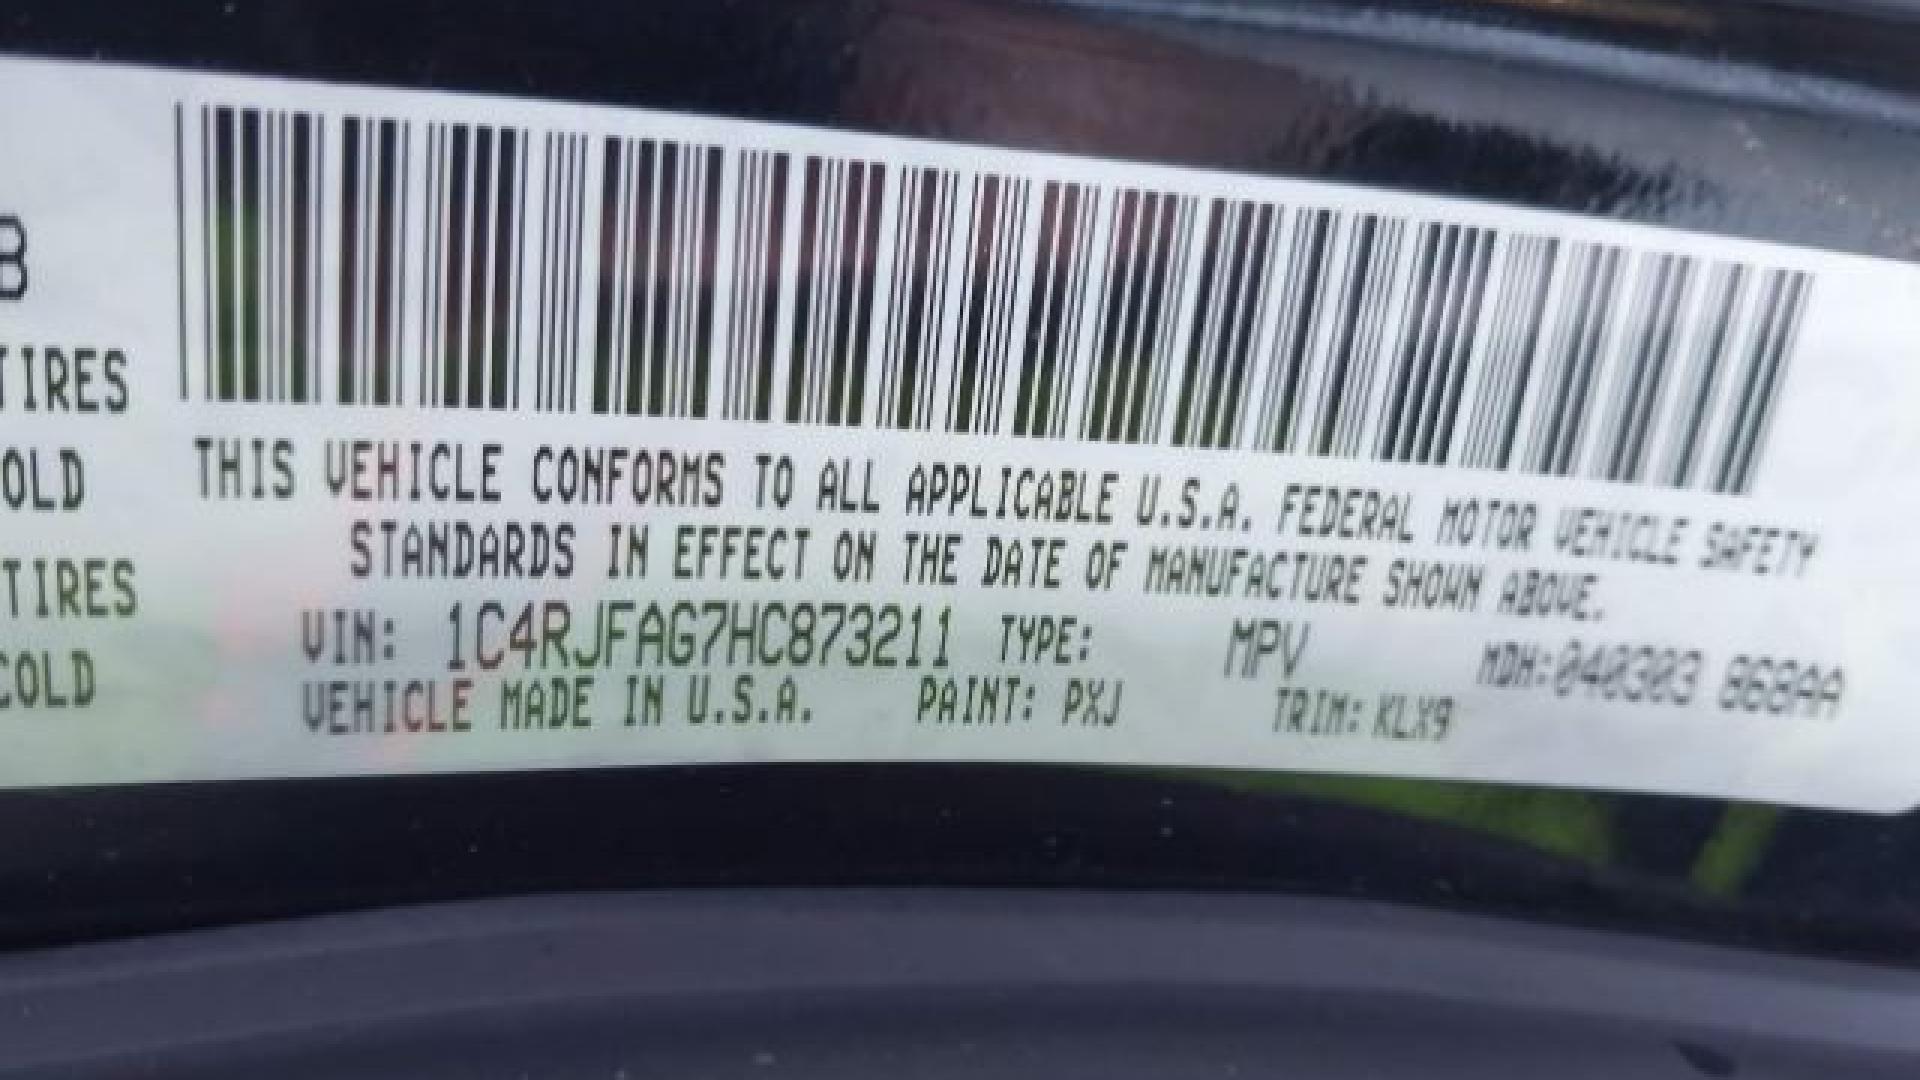 B
TIRES
OLD
TIRES
COLD
THIS VEHICLE CONFORMS TO ALL APPLICABLE U.S.A. FEDERAL MOTOR VEHICLE SAFETY
STANDARDS IN EFFECT ON THE DATE OF MANUFACTURE SHOWN ABOVE.
VIN: 1C4RJFAG7HC873211 TYPE: MPV MDH:040303 868AA
VEHICLE MADE IN U.S.A. PAINT: PXJ TRIM: KLX9